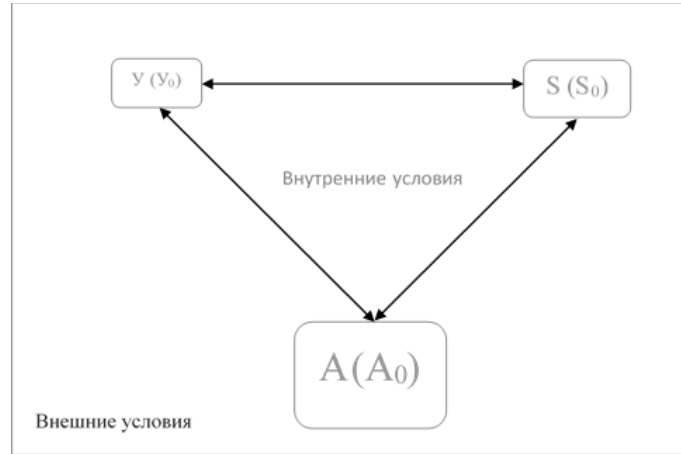 У (У₀)
S (S₀)
Внутренние условия
A(A₀)
Внешние условия